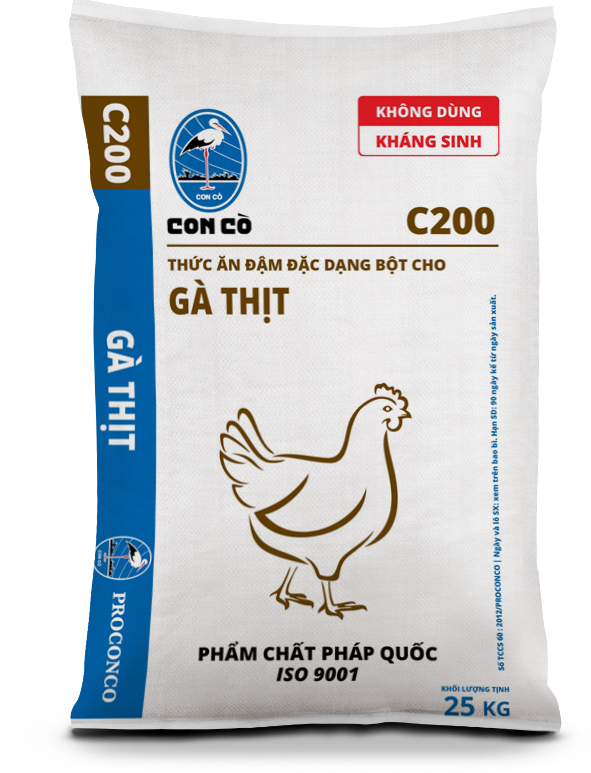 C200
GÀ THỊT
CON CÒ
PROCONCO
CON CÒ
CON CÒ
KHÔNG DÙNG
KHÁNG SINH
C200
THỨC ĂN ĐẬM ĐẶC DẠNG BỘT CHO
GÀ THỊT
Số TCCS 60 : 2012/PROCONCO | Ngày và lô SX: xem trên bao bì. Hạn SD: 90 ngày kể từ ngày sản xuất.
PHẨM CHẤT PHÁP QUỐC
ISO 9001
KHỐI LƯỢNG TỊNH
25 KG